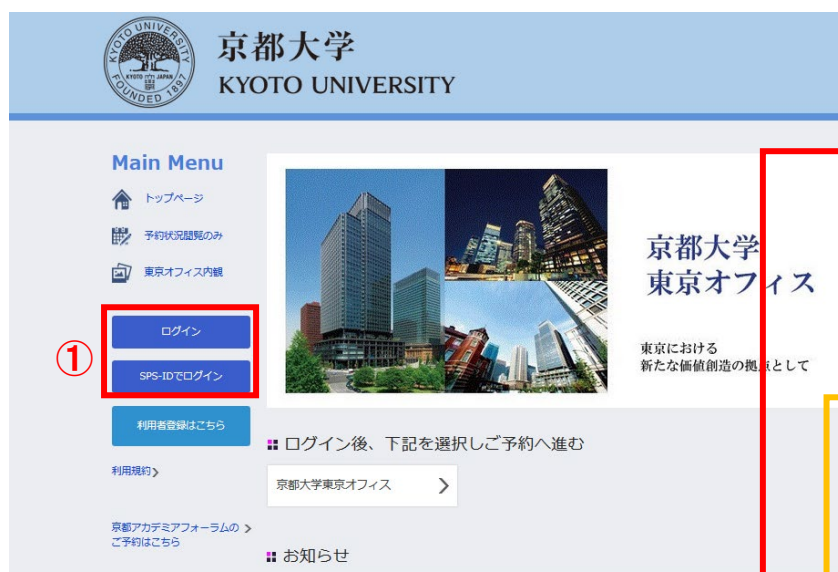 KYOTO UNIVERSITY
FOUNDED 1897
京都大学
KYOTO UNIVERSITY
Main Menu
トップページ
予約状況閲覧のみ
東京オフィス内観
①
ログイン
SPS-IDでログイン
利用者登録はこちら
利用規約
京都アカデミアフォーラムの
ご予約はこちら
京都大学
東京オフィス
東京における
新たな価値創造の拠点として
ログイン後、下記を選択しご予約へ進む
京都大学東京オフィス
お知らせ